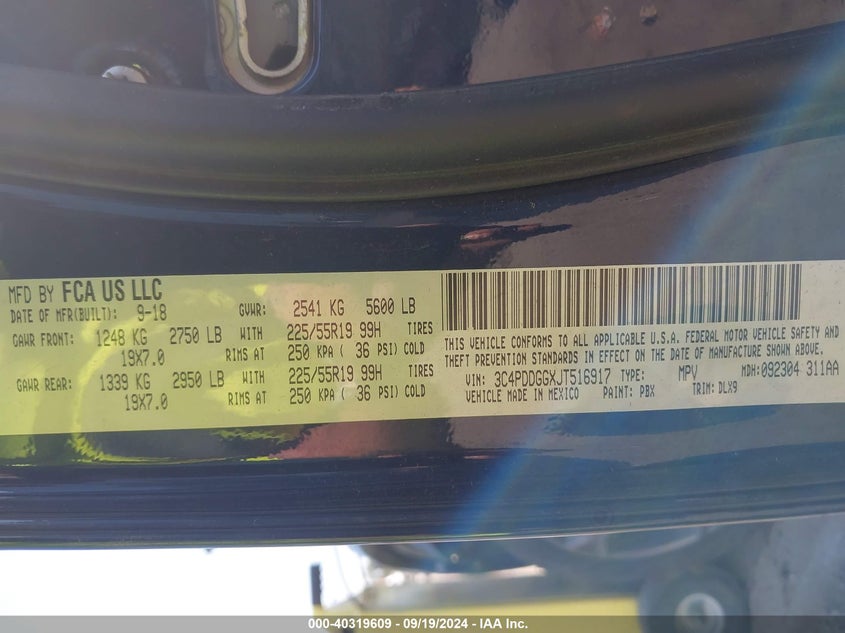 MFD BY FCA US LLC
DATE OF MFR(BUILT): 9-18 GVWR: 2541 KG 5600 LB
GAWR FRONT: 1248 KG 2750 LB WITH 225/55R19 99H TIRES
19X7.0 RIMS AT 250 KPA ( 36 PSI) COLD
GAWR REAR: 1339 KG 2950 LB WITH 225/55R19 99H TIRES
19X7.0 RIMS AT 250 KPA ( 36 PSI) COLD
THIS VEHICLE CONFORMS TO ALL APPLICABLE U.S.A. FEDERAL MOTOR VEHICLE SAFETY AND
THEFT PREVENTION STANDARDS IN EFFECT ON THE DATE OF MANUFACTURE SHOWN ABOVE.
VIN: 3C4PDDGGXJT516917 TYPE: MPV MDH: 092304 311AA
VEHICLE MADE IN MEXICO PAINT: PBX TRIM: DLX9
000-40319609 - 09/19/2024 - IAA Inc.